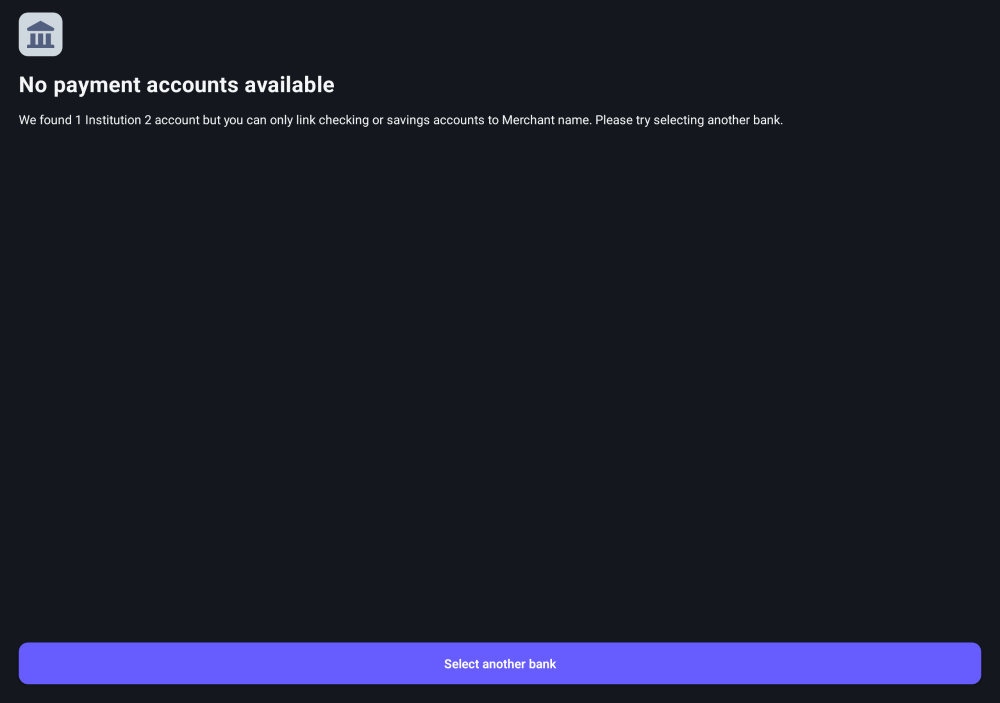 No payment accounts available
We found 1 Institution 2 account but you can only link checking or savings accounts to Merchant name. Please try selecting another bank.
Select another bank